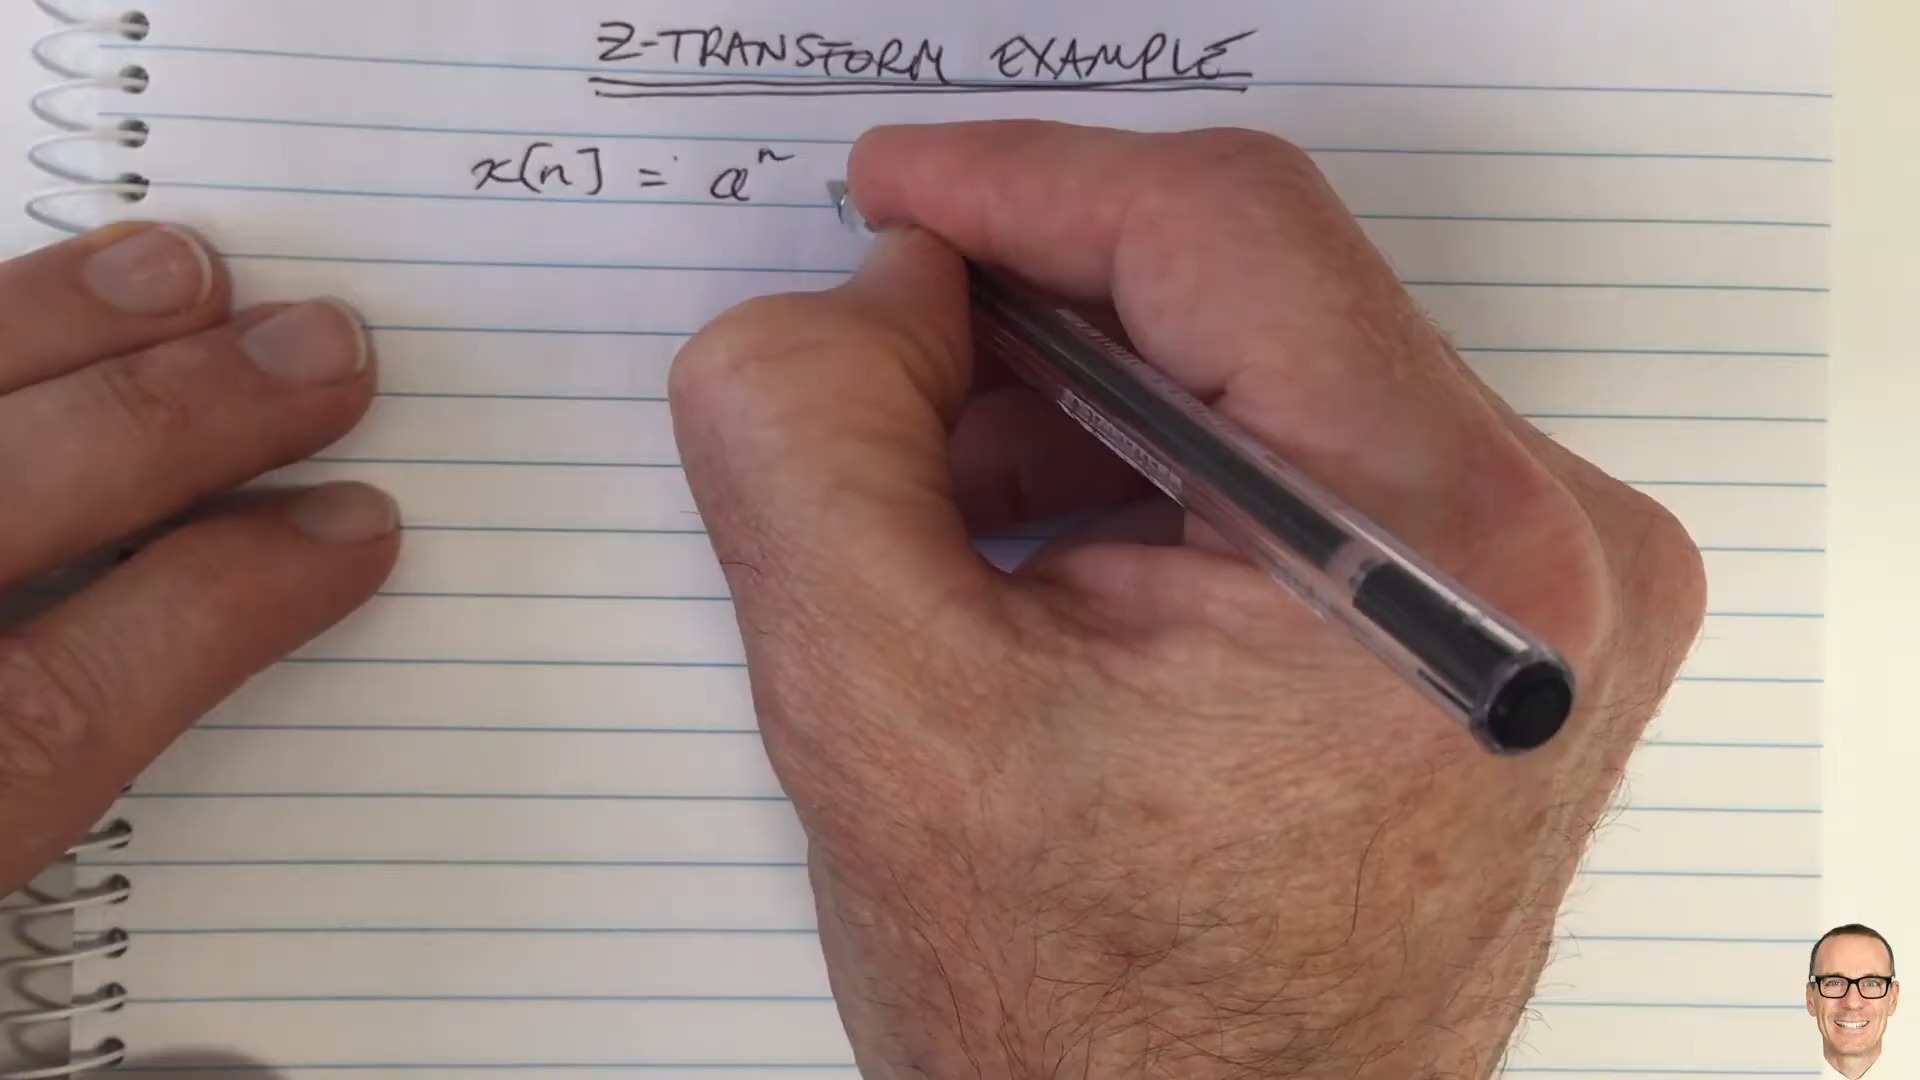 Z-TRANSFORM EXAMPLE
x[n] = a^n